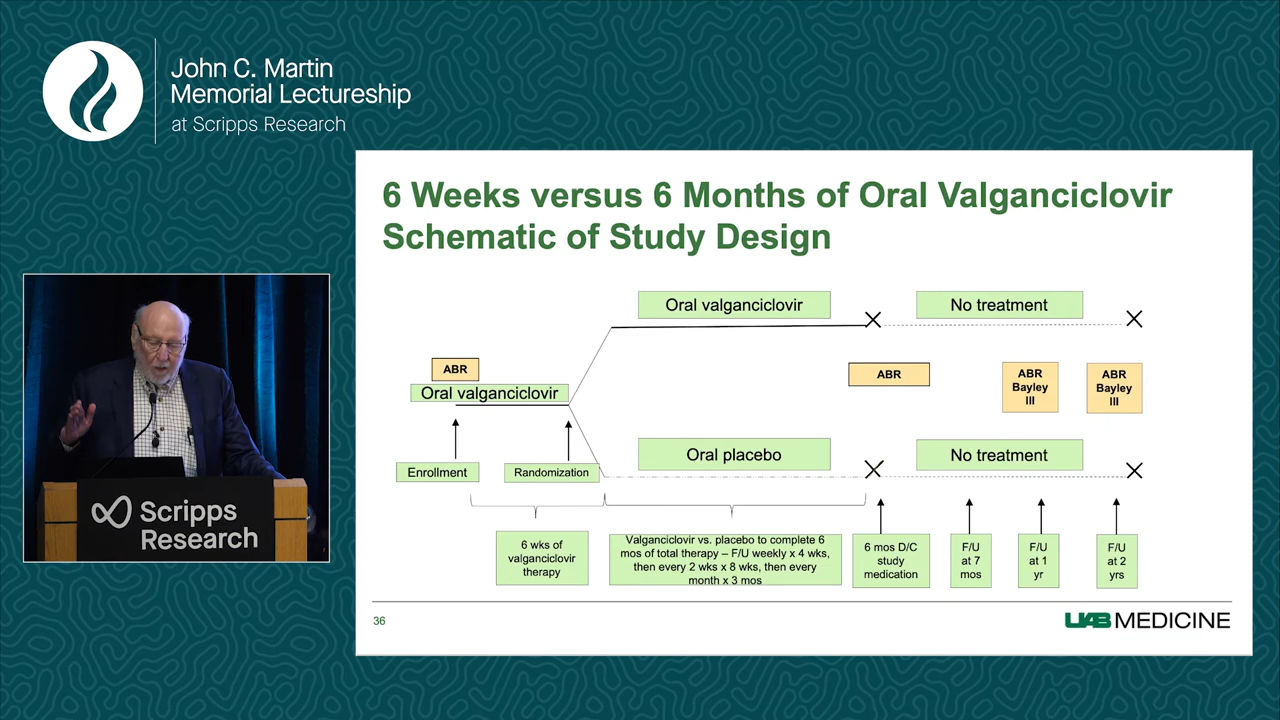 John C. Martin
Memorial Lectureship
at Scripps Research
6 Weeks versus 6 Months of Oral Valganciclovir
Schematic of Study Design
Oral valganciclovir
No treatment
ABR
Oral valganciclovir
ABR
ABR
Bayley
III
ABR
Bayley
III
Oral placebo
No treatment
Enrollment
Randomization
6 wks of
valganciclovir
therapy
Valganciclovir vs. placebo to complete 6
mos of total therapy – F/U weekly x 4 wks,
then every 2 wks x 8 wks, then every
month x 3 mos
6 mos D/C
study
medication
F/U
at 7
mos
F/U
at 1
yr
F/U
at 2
yrs
36
UAB MEDICINE
Scripps
Research